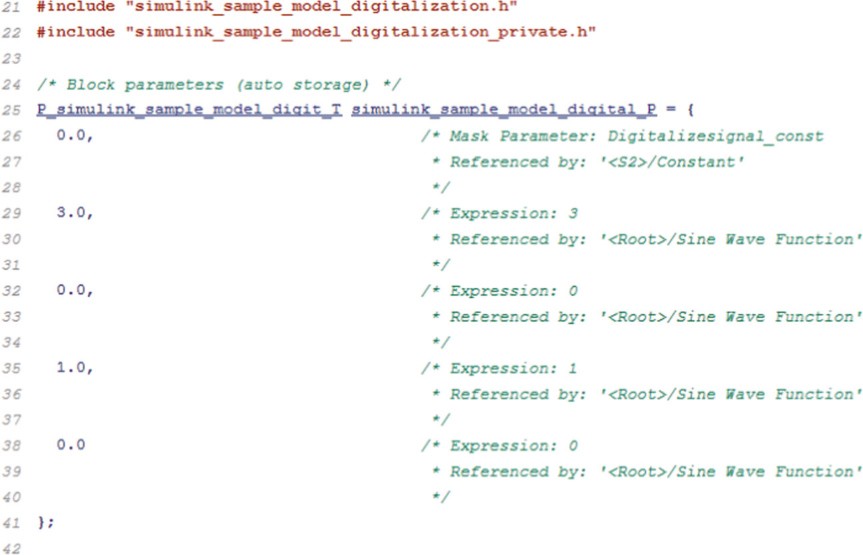 21 #include "simulink_sample_model_digitalization.h"
22 #include "simulink_sample_model_digitalization_private.h"
23
24 /* Block parameters (auto storage) */
25 P_simulink_sample_model_digit_T simulink_sample_model_digital_P = {
26 0.0, /* Mask Parameter: Digitalizesignal_const
27 * Referenced by: '<S2>/Constant'
28 */
29 3.0, /* Expression: 3
30 * Referenced by: '<Root>/Sine Wave Function'
31 */
32 0.0, /* Expression: 0
33 * Referenced by: '<Root>/Sine Wave Function'
34 */
35 1.0, /* Expression: 1
36 * Referenced by: '<Root>/Sine Wave Function'
37 */
38 0.0 /* Expression: 0
39 * Referenced by: '<Root>/Sine Wave Function'
40 */
41 };
42